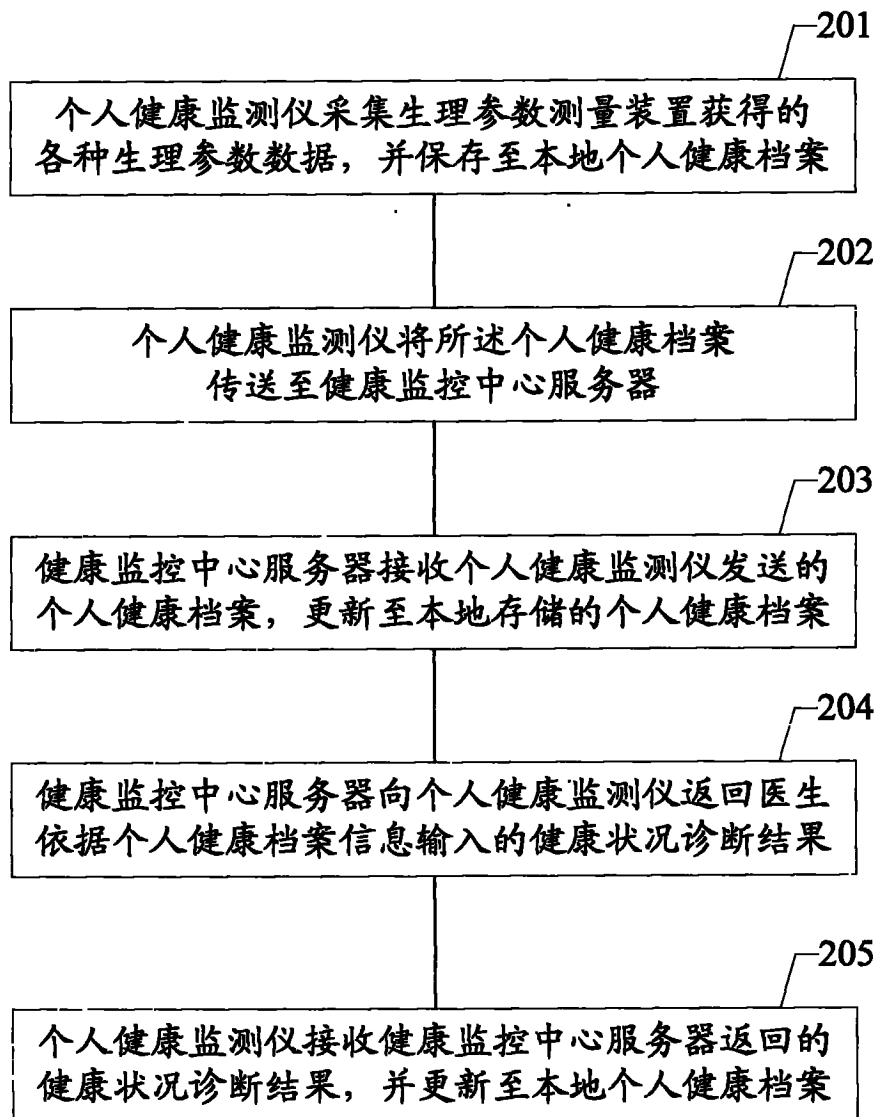 201
个人健康监测仪采集生理参数测量装置获得的
各种生理参数数据，并保存至本地个人健康档案
202
个人健康监测仪将所述个人健康档案
传送至健康监控中心服务器
203
健康监控中心服务器接收个人健康监测仪发送的
个人健康档案，更新至本地存储的个人健康档案
204
健康监控中心服务器向个人健康监测仪返回医生
依据个人健康档案信息输入的健康状况诊断结果
205
个人健康监测仪接收健康监控中心服务器返回的
健康状况诊断结果，并更新至本地个人健康档案